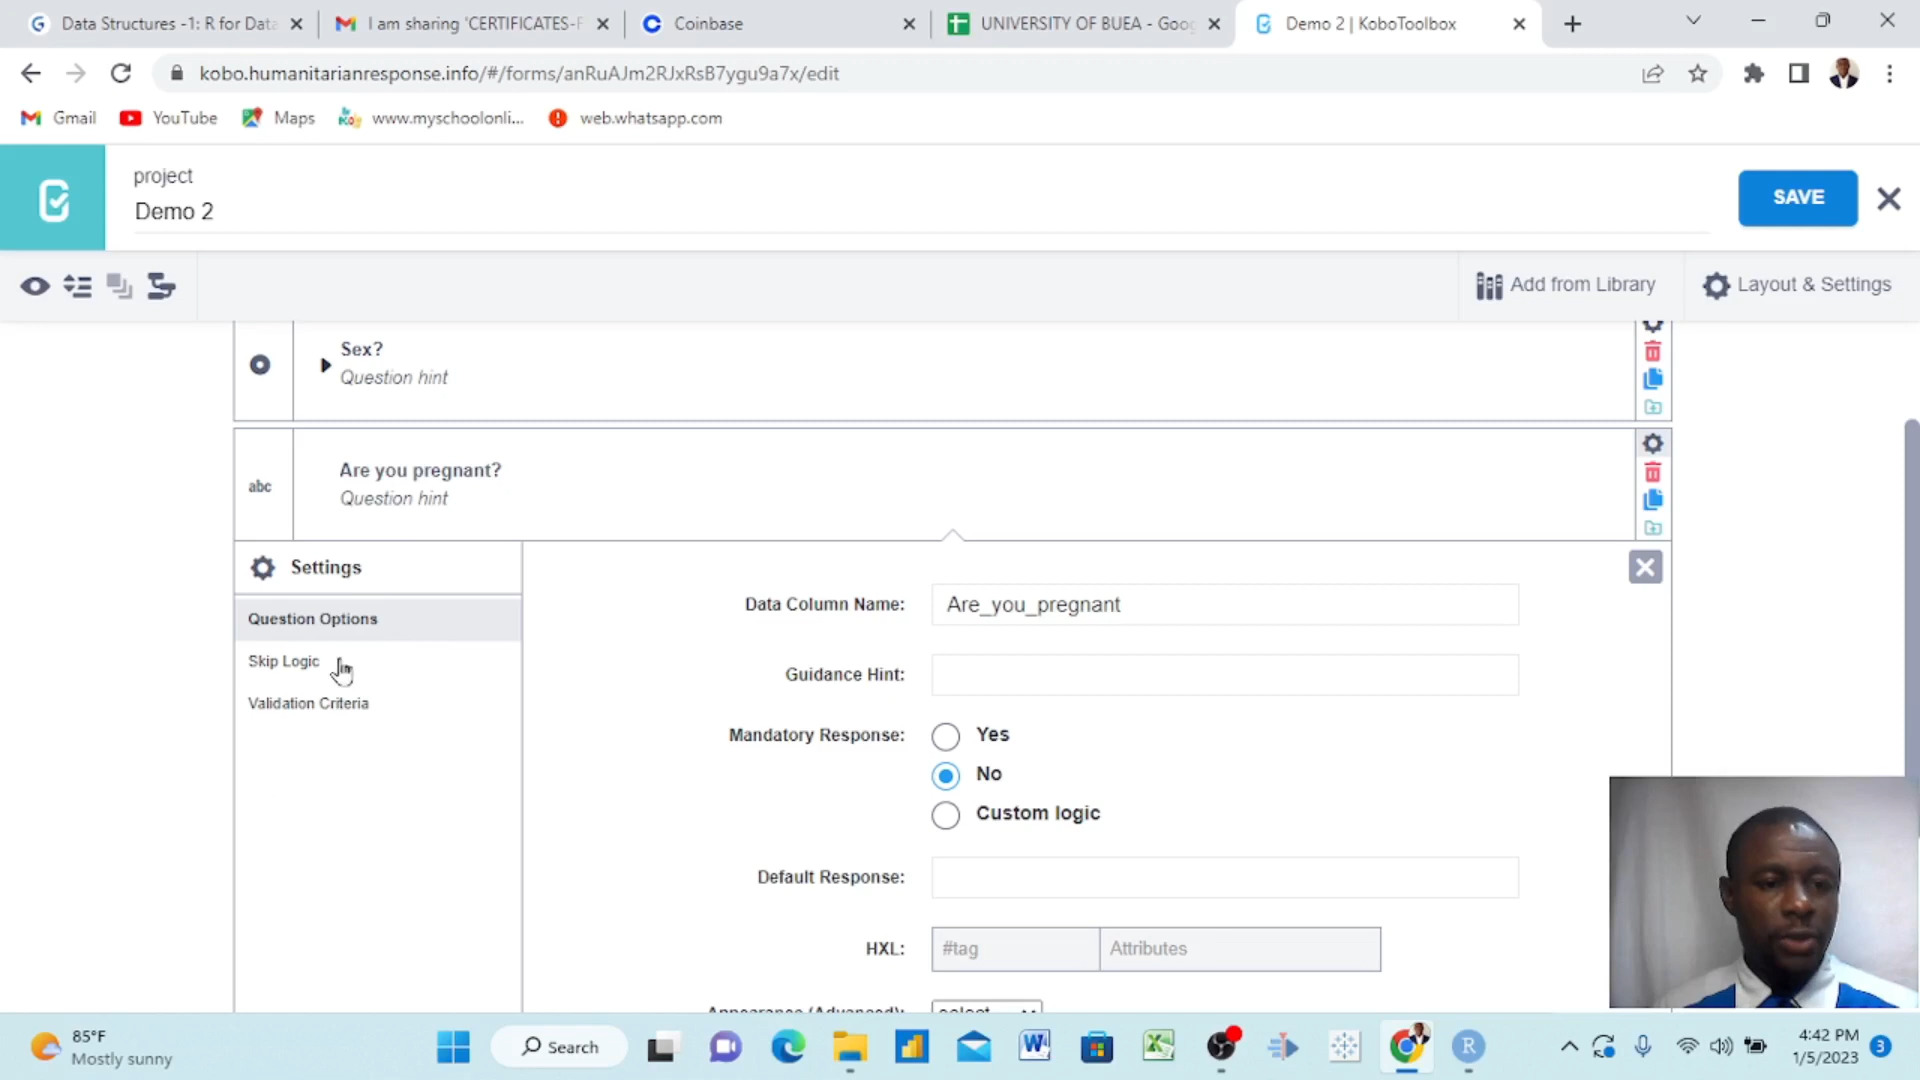 Data Structures -1: R for Data
I am sharing 'CERTIFICATES-F
Coinbase
UNIVERSITY OF BUEA - Goog
Demo 2 | KoboToolbox
kobo.humanitarianresponse.info/#/forms/anRuAJm2RJxRsB7ygu9a7x/edit
Gmail
YouTube
Maps
www.myschoolonli...
web.whatsapp.com
project
Demo 2
SAVE
Add from Library
Layout & Settings
Sex?
Question hint
abc
Are you pregnant?
Question hint
Settings
Question Options
Skip Logic
Validation Criteria
Data Column Name:
Are_you_pregnant
Guidance Hint:
Mandatory Response:
Yes
No
Custom logic
Default Response:
HXL:
#tag
Attributes
Appearance (Advanced):
select
85°F
Mostly sunny
Search
4:42 PM
1/5/2023
3